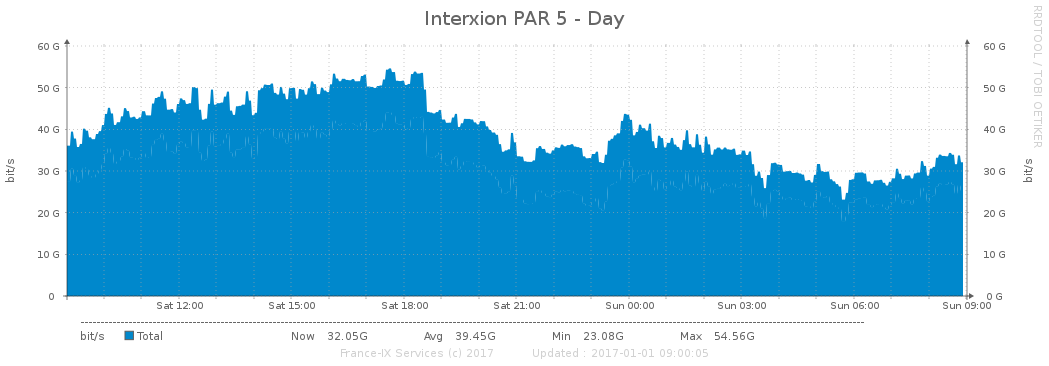 Interxion PAR 5 - Day
RRDTOOL / TOBI OETIKER
60 G 60 G
50 G 50 G
40 G 40 G
30 G 30 G
20 G 20 G
10 G 10 G
0 0 G
bit/s bit/s
Sat 12:00 Sat 15:00 Sat 18:00 Sat 21:00 Sun 00:00 Sun 03:00 Sun 06:00 Sun 09:00
bit/s Total Now 32.05G Avg 39.45G Min 23.08G Max 54.56G
France-IX Services (c) 2017 Updated : 2017-01-01 09:00:05